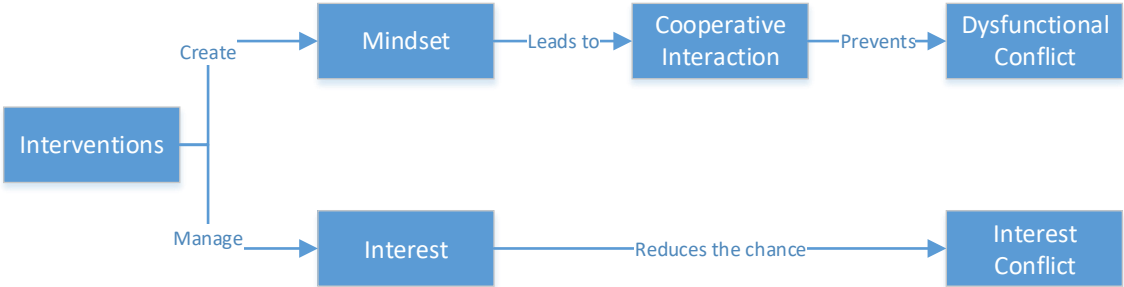 Create
Mindset
Leads to
Cooperative
Interaction
Prevents
Dysfunctional
Conflict
Interventions
Manage
Interest
Reduces the chance
Interest
Conflict